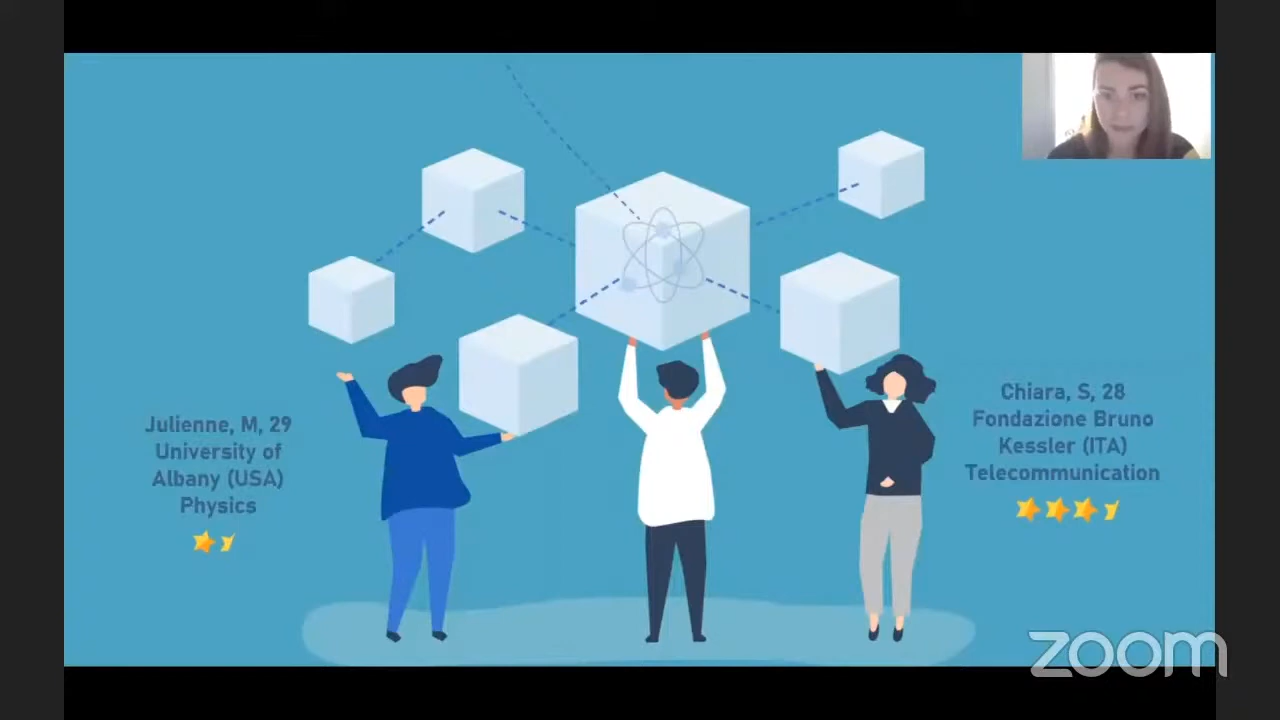 Julienne, M, 29
University of
Albany (USA)
Physics
Chiara, S, 28
Fondazione Bruno
Kessler (ITA)
Telecommunication
zoom